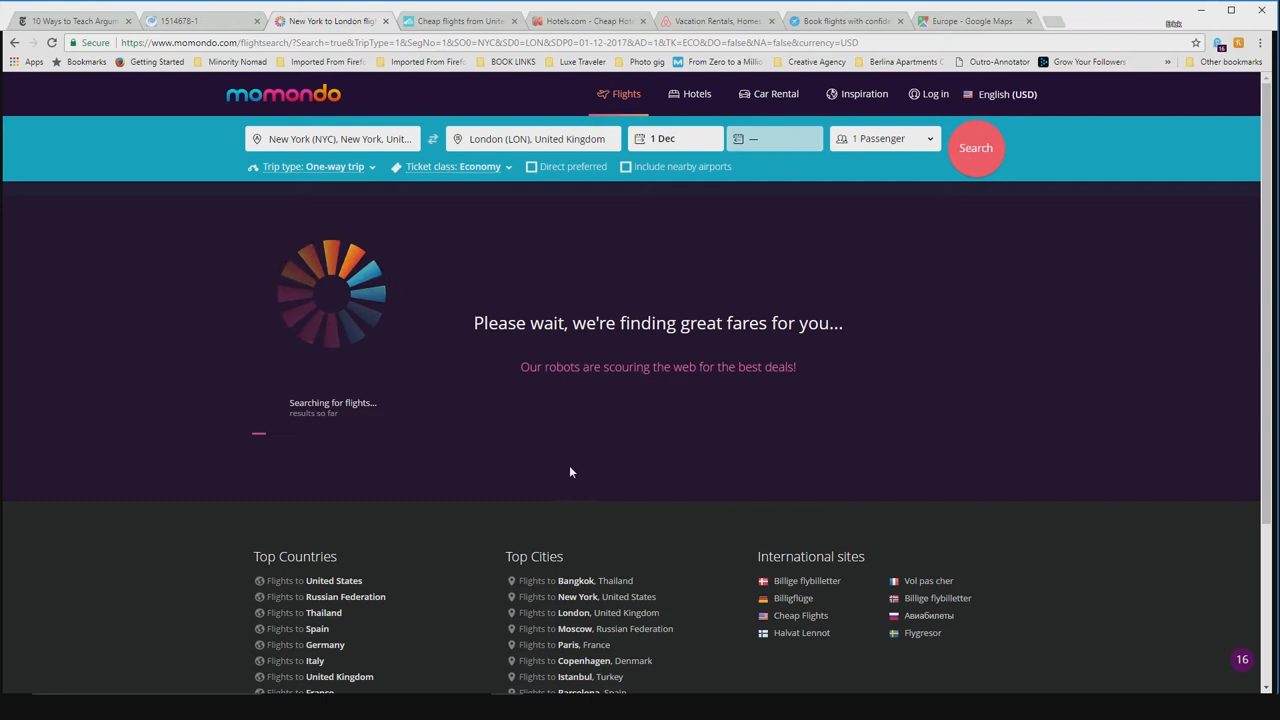 10 Ways to Teach Argum
1514678-1
New York to London fligh
Cheap flights from Unite
Hotels.com - Cheap Hote
Vacation Rentals, Homes
Book flights with confide
Europe - Google Maps
Secure
https://www.momondo.com/flightsearch/?Search=true&TripType=1&SegNo=1&SO0=NYC&SD0=LON&SDP0=01-12-2017&AD=1&TK=ECO&DO=false&NA=false&currency=USD
16
Apps
Bookmarks
Getting Started
Minority Nomad
Imported From Firefo
Imported From Firefo
BOOK LINKS
Luxe Traveler
Photo gig
From Zero to a Millio
Creative Agency
Berlina Apartments C
Outro-Annotator
Grow Your Followers
»
Other bookmarks
momondo
Flights
Hotels
Car Rental
Inspiration
Log in
English (USD)
New York (NYC), New York, Unit...
London (LON), United Kingdom
1 Dec
—
1 Passenger
Search
Trip type: One-way trip
Ticket class: Economy
Direct preferred
Include nearby airports
Please wait, we're finding great fares for you...
Our robots are scouring the web for the best deals!
Searching for flights...
results so far
Top Countries
Flights to United States
Flights to Russian Federation
Flights to Thailand
Flights to Spain
Flights to Germany
Flights to Italy
Flights to United Kingdom
Flights to France
Top Cities
Flights to Bangkok, Thailand
Flights to New York, United States
Flights to London, United Kingdom
Flights to Moscow, Russian Federation
Flights to Paris, France
Flights to Copenhagen, Denmark
Flights to Istanbul, Turkey
Flights to Barcelona, Spain
International sites
Billige flybilletter
Billigflüge
Cheap Flights
Halvat Lennot
Vol pas cher
Billige flybilletter
Авиабилеты
Flygresor
16